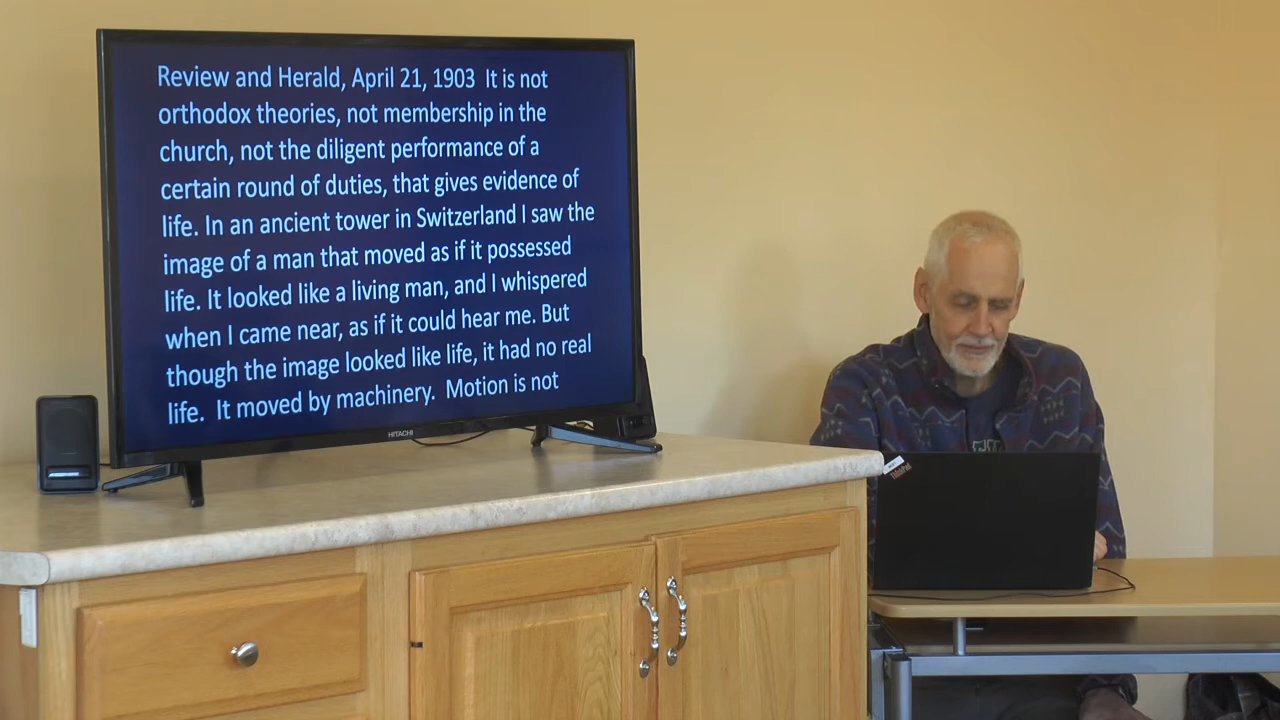 Review and Herald, April 21, 1903  It is not
orthodox theories, not membership in the
church, not the diligent performance of a
certain round of duties, that gives evidence of
life. In an ancient tower in Switzerland I saw the
image of a man that moved as if it possessed
life. It looked like a living man, and I whispered
when I came near, as if it could hear me. But
though the image looked like life, it had no real
life.  It moved by machinery.  Motion is not
HITACHI
ThinkPad